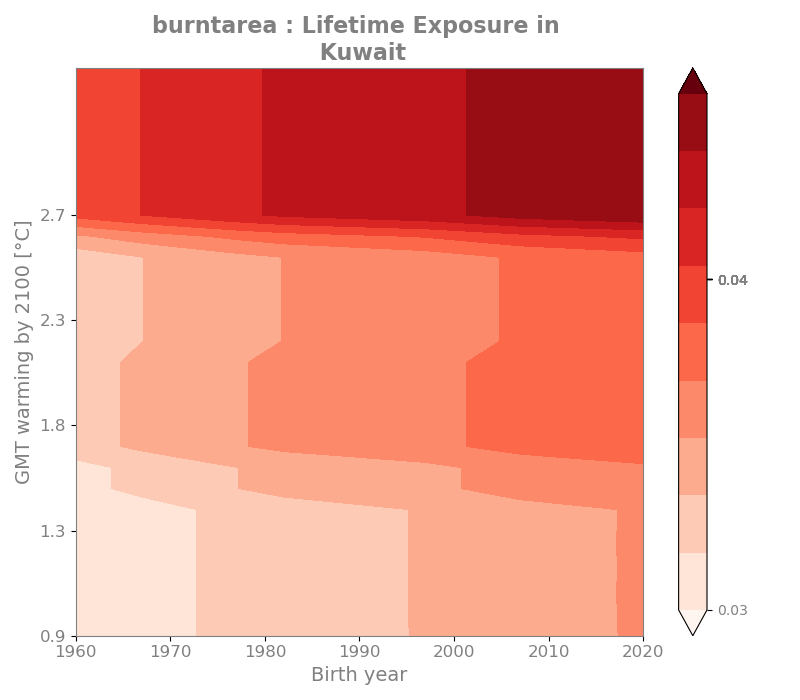 burntarea : Lifetime Exposure in
Kuwait
GMT warming by 2100 [°C]
2.7
2.3
1.8
1.3
0.9
1960 1970 1980 1990 2000 2010 2020
Birth year
0.04
0.03